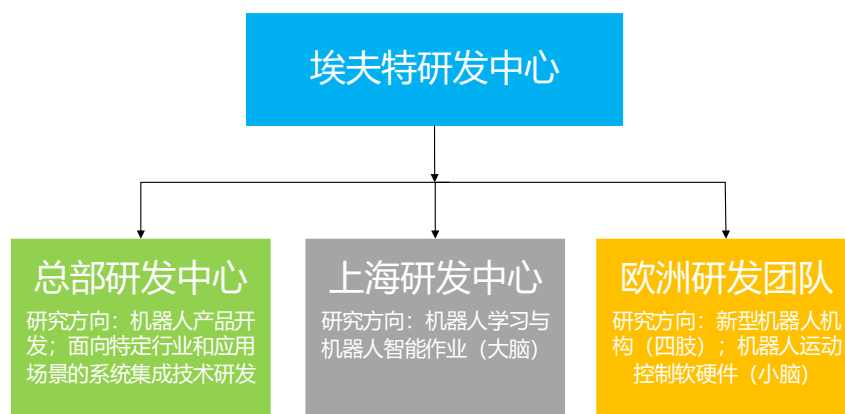 埃夫特研发中心
总部研发中心
研究方向：机器人产品开
发；面向特定行业和应用
场景的系统集成技术研发
上海研发中心
研究方向：机器人学习与
机器人智能作业（大脑）
欧洲研发团队
研究方向：新型机器人机
构（四肢）；机器人运动
控制软硬件（小脑）